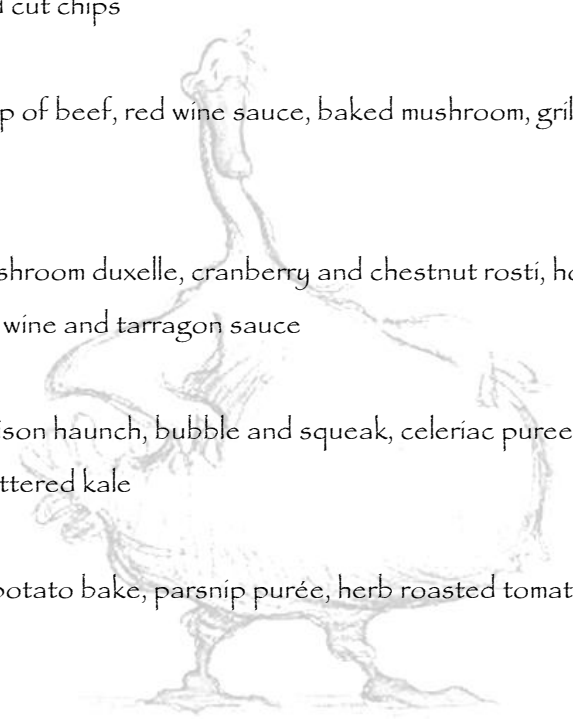 d cut chips
p of beef, red wine sauce, baked mushroom, gril
shroom duxelle, cranberry and chestnut rosti, ho
wine and tarragon sauce
son haunch, bubble and squeak, celeriac puree
ttered kale
potato bake, parsnip purée, herb roasted tomat